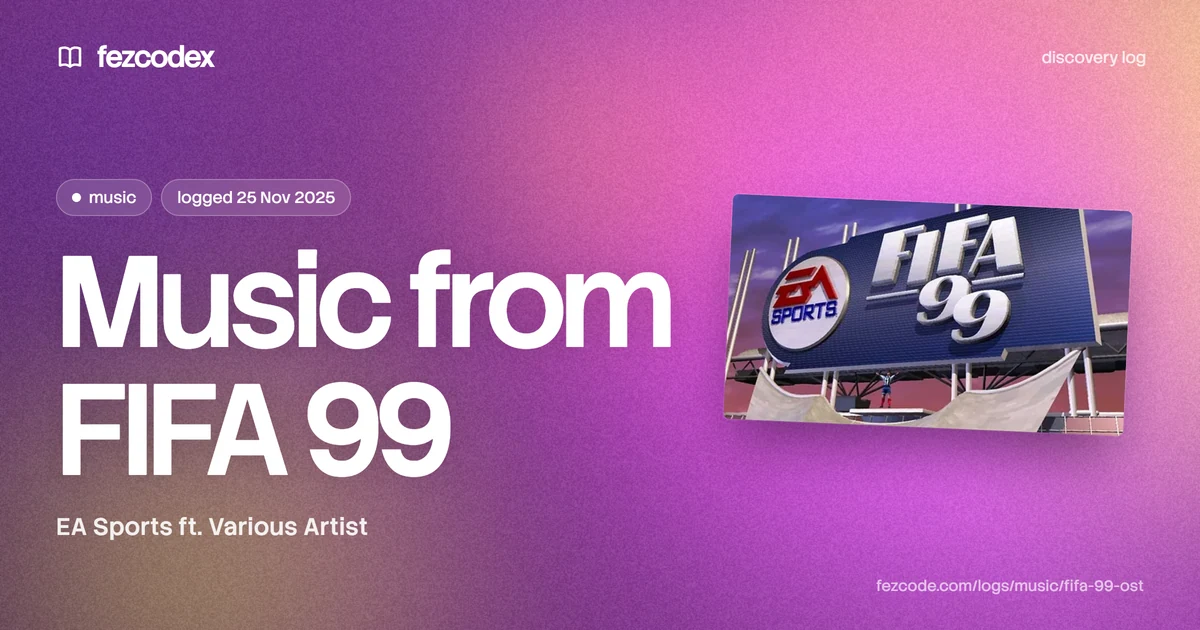 fezcodex
discovery log
music
logged 25 Nov 2025
Music from
FIFA 99
EA Sports ft. Various Artist
EA
SPORTS
FIFA
99
fezcode.com/logs/music/fifa-99-ost